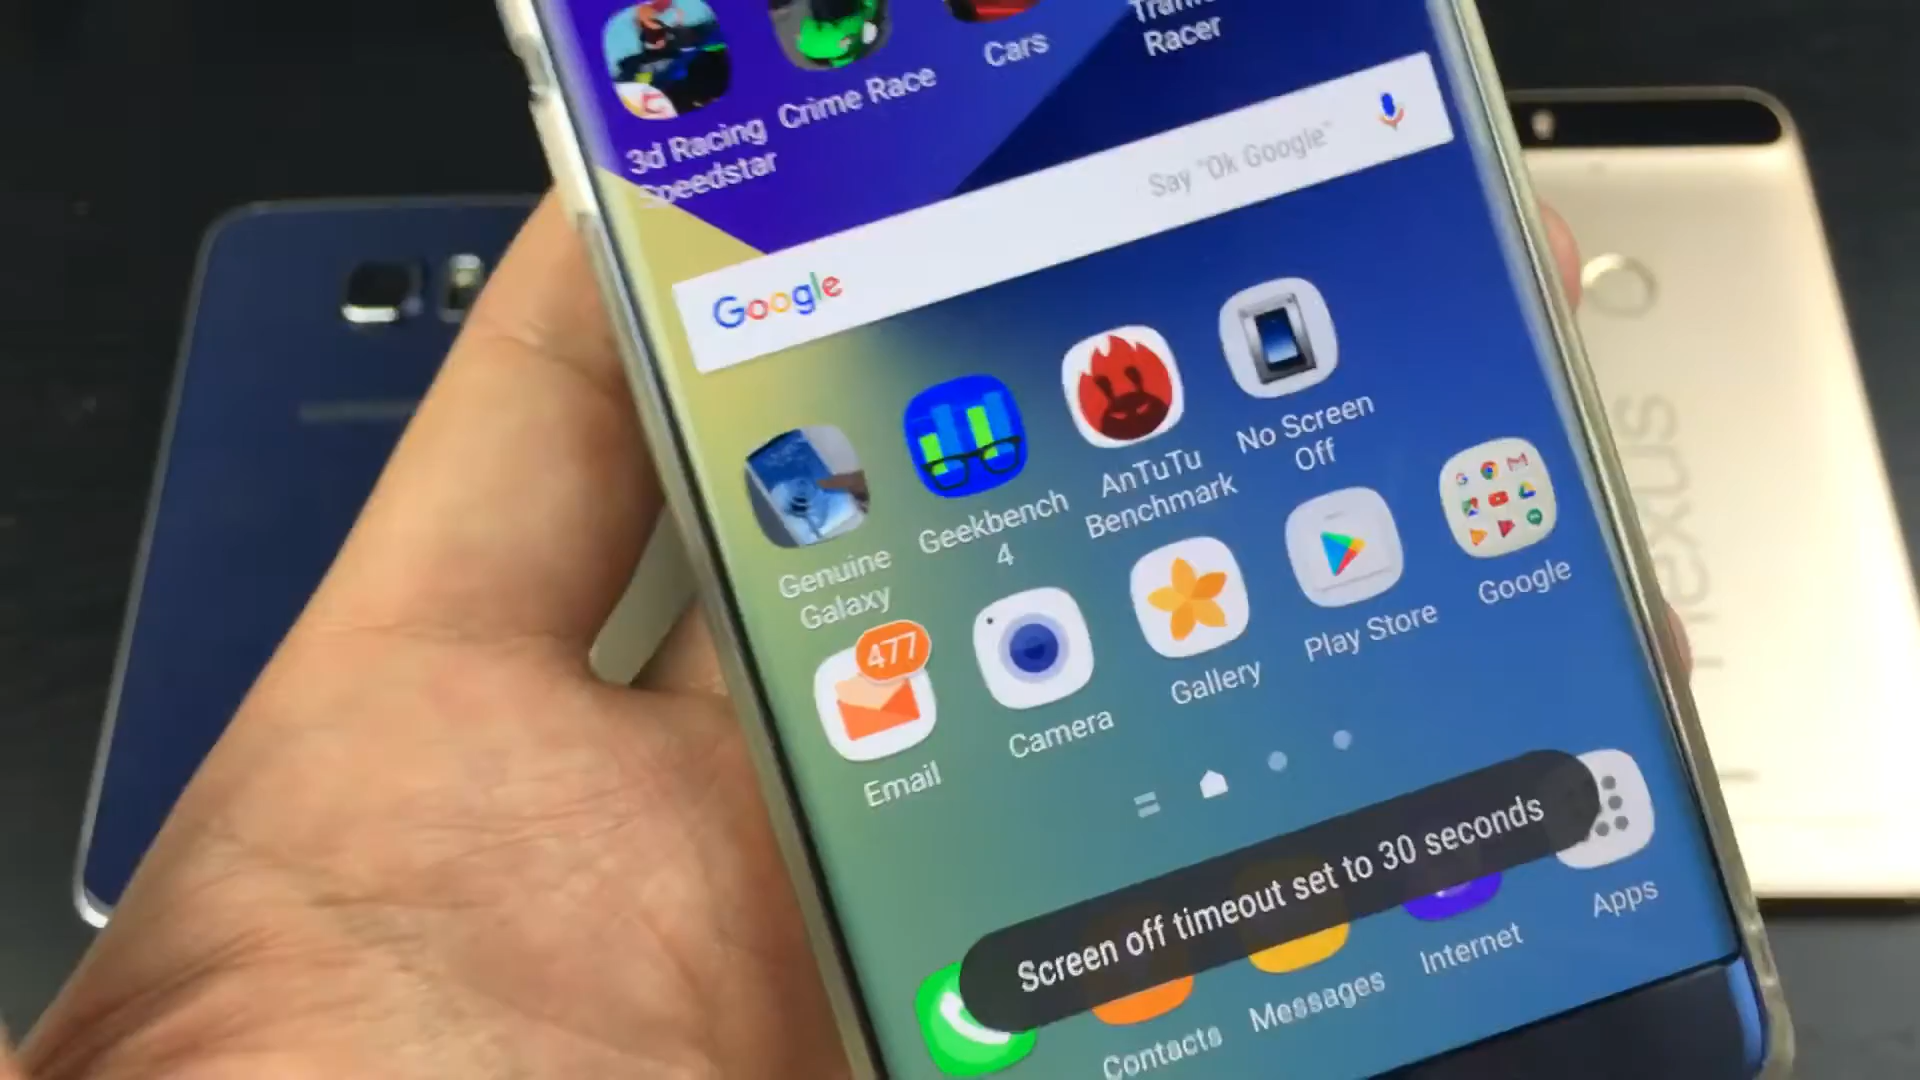 Traffic
Racer
Cars
Crime Race
3d Racing
Speedstar
Say "Ok Google"
Google
No Screen
Off
AnTuTu
Benchmark
Geekbench
4
Genuine
Galaxy
Google
Play Store
Gallery
Camera
477
Email
Screen off timeout set to 30 seconds
Apps
Internet
Messages
Contacts
nexus